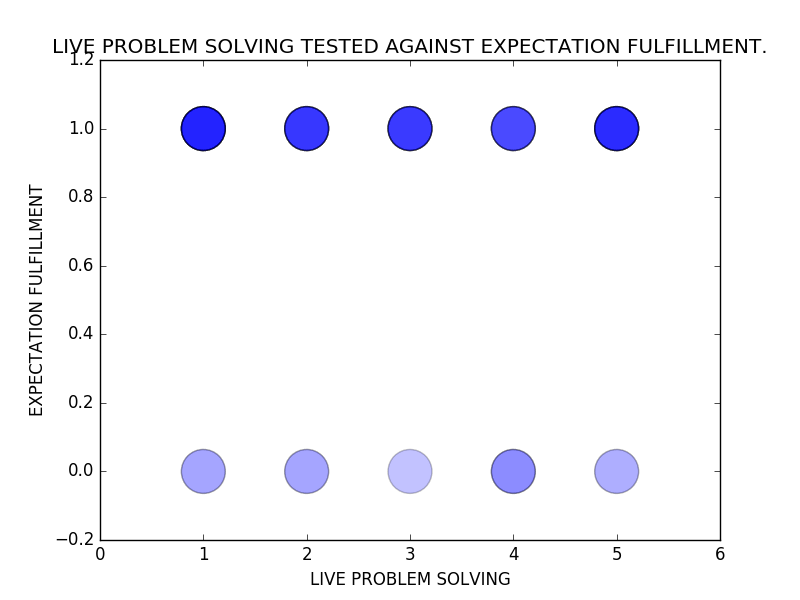 LIVE PROBLEM SOLVING TESTED AGAINST EXPECTATION FULFILLMENT.
1.2
1.0
0.8
0.6
0.4
0.2
0.0
−0.2
EXPECTATION FULFILLMENT
0 1 2 3 4 5 6
LIVE PROBLEM SOLVING